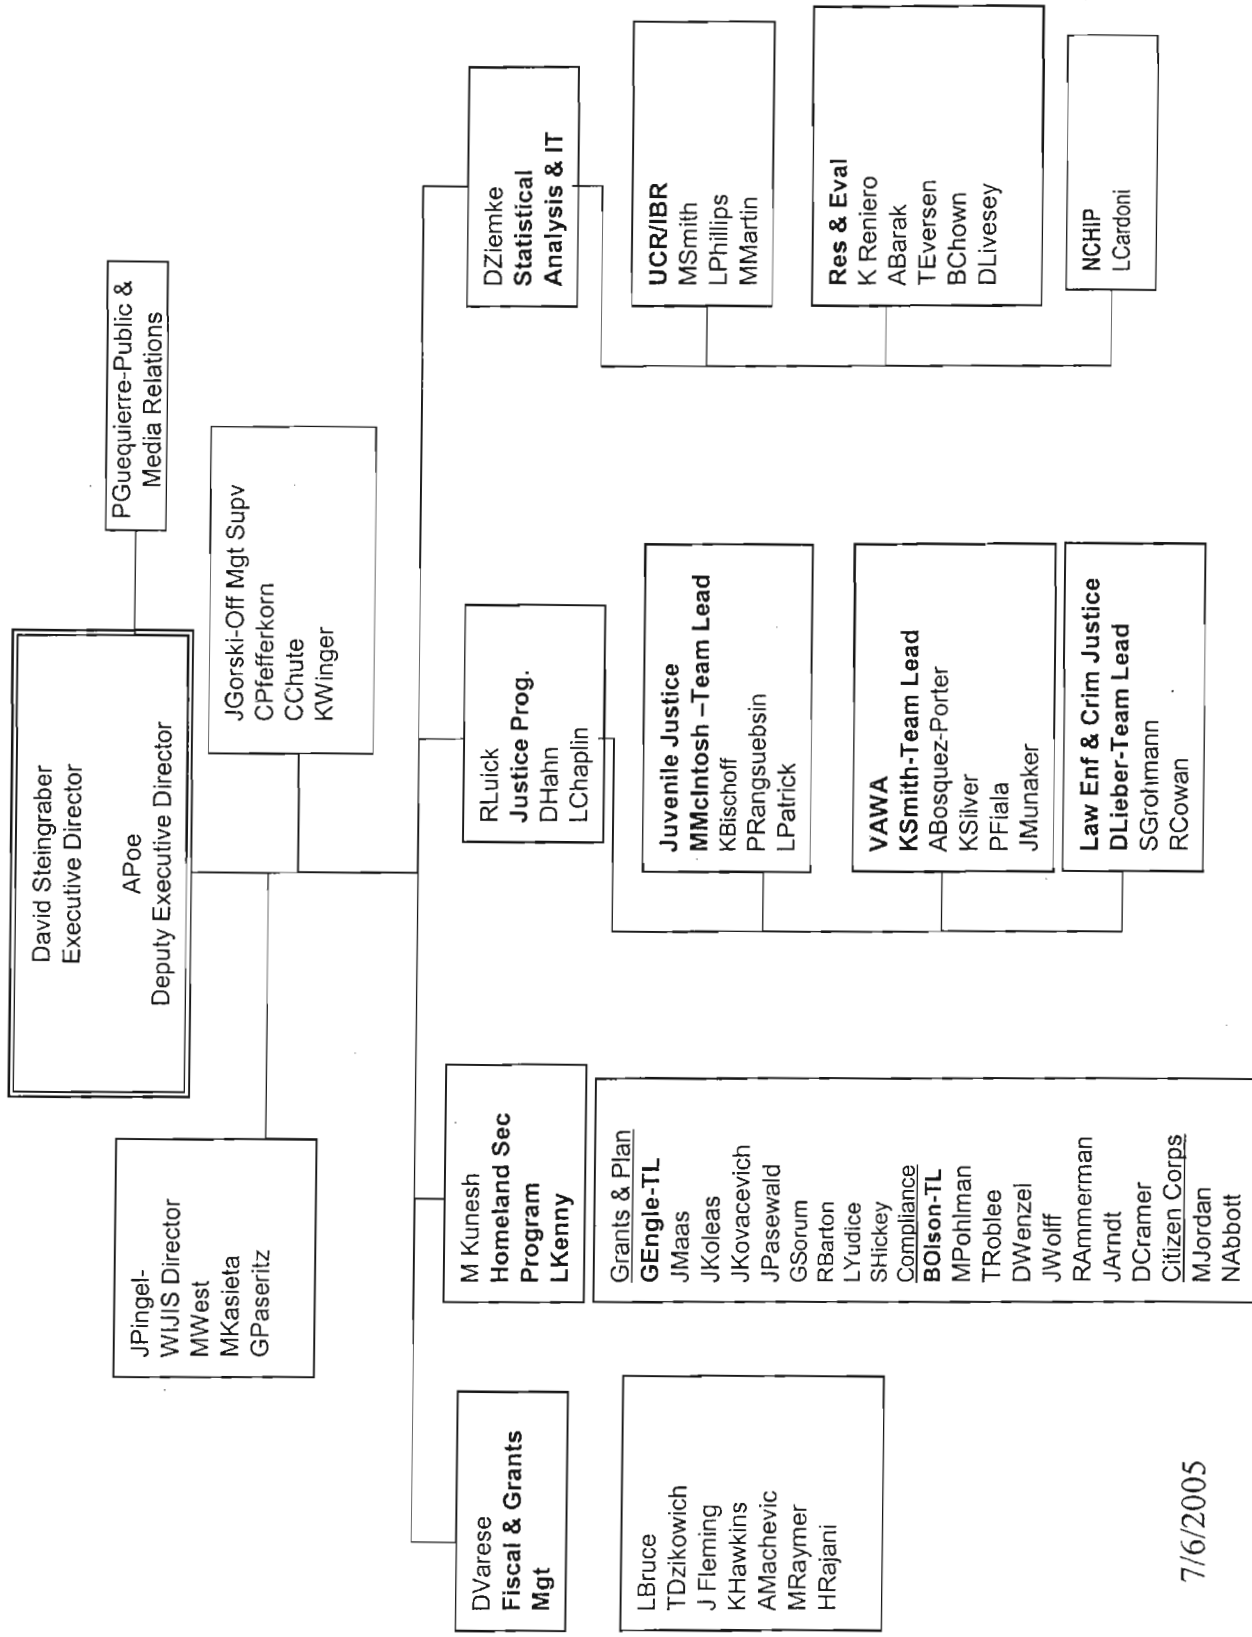 David Steingraber
Executive Director
APoe
Deputy Executive Director
PGuequierre-Public &
Media Relations
JPingel-
WIJIS Director
MWest
MKasieta
GPaseritz
JGorski-Off Mgt Supv
CPfefferkorn
CChute
KWinger
DVarese
Fiscal & Grants
Mgt
LBruce
TDzikowich
J Fleming
KHawkins
AMachevic
MRaymer
HRajani
M Kunesh
Homeland Sec
Program
LKenny
Grants & Plan
GEngle-TL
JMaas
JKoleas
JKovacevich
JPasewald
GSorum
RBarton
LYudice
SHickey
Compliance
BOlson-TL
MPohlman
TRoblee
DWenzel
JWolff
RAmmerman
JArndt
DCramer
Citizen Corps
MJordan
NAbbott
RLuick
Justice Prog.
DHahn
LChaplin
Juvenile Justice
MMcIntosh –Team Lead
KBischoff
PRangsuebsin
LPatrick
VAWA
KSmith-Team Lead
ABosquez-Porter
KSilver
PFiala
JMunaker
Law Enf & Crim Justice
DLieber-Team Lead
SGrohmann
RCowan
DZiemke
Statistical
Analysis & IT
UCR/IBR
MSmith
LPhillips
MMartin
Res & Eval
K Reniero
ABarak
TEversen
BChown
DLivesey
NCHIP
LCardoni
7/6/2005